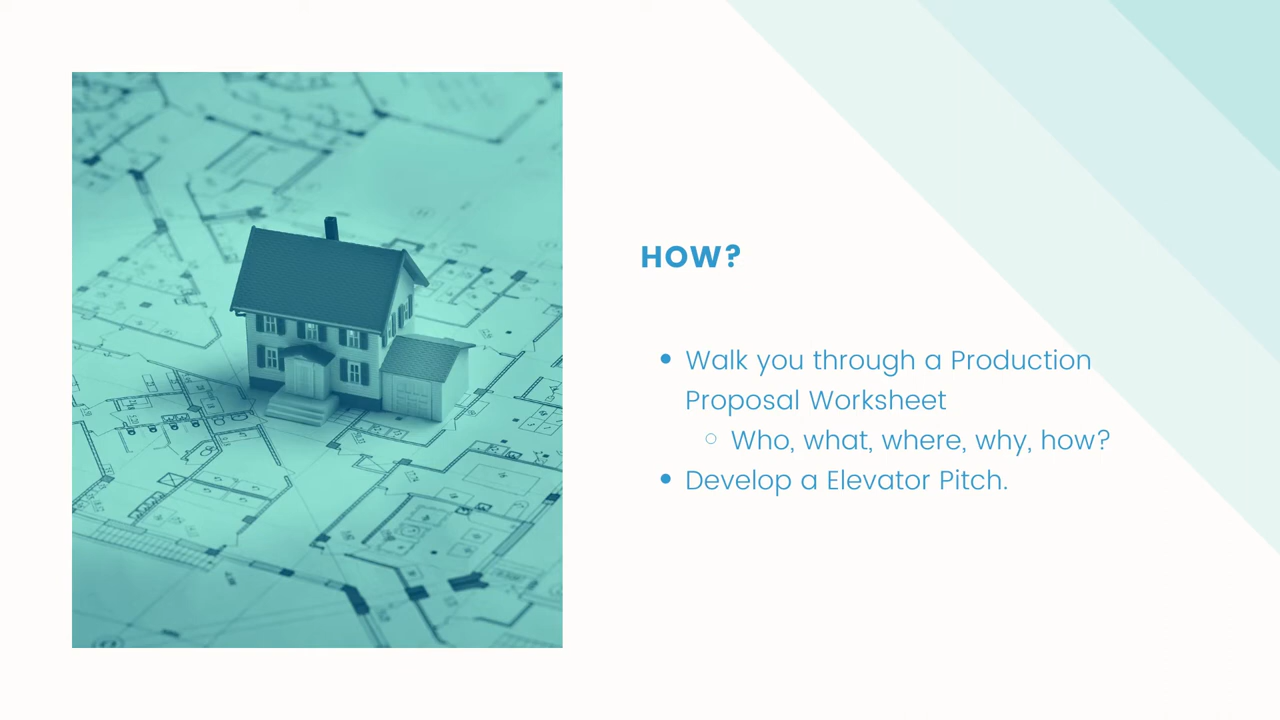 HOW?
• Walk you through a Production
Proposal Worksheet
○ Who, what, where, why, how?
• Develop a Elevator Pitch.